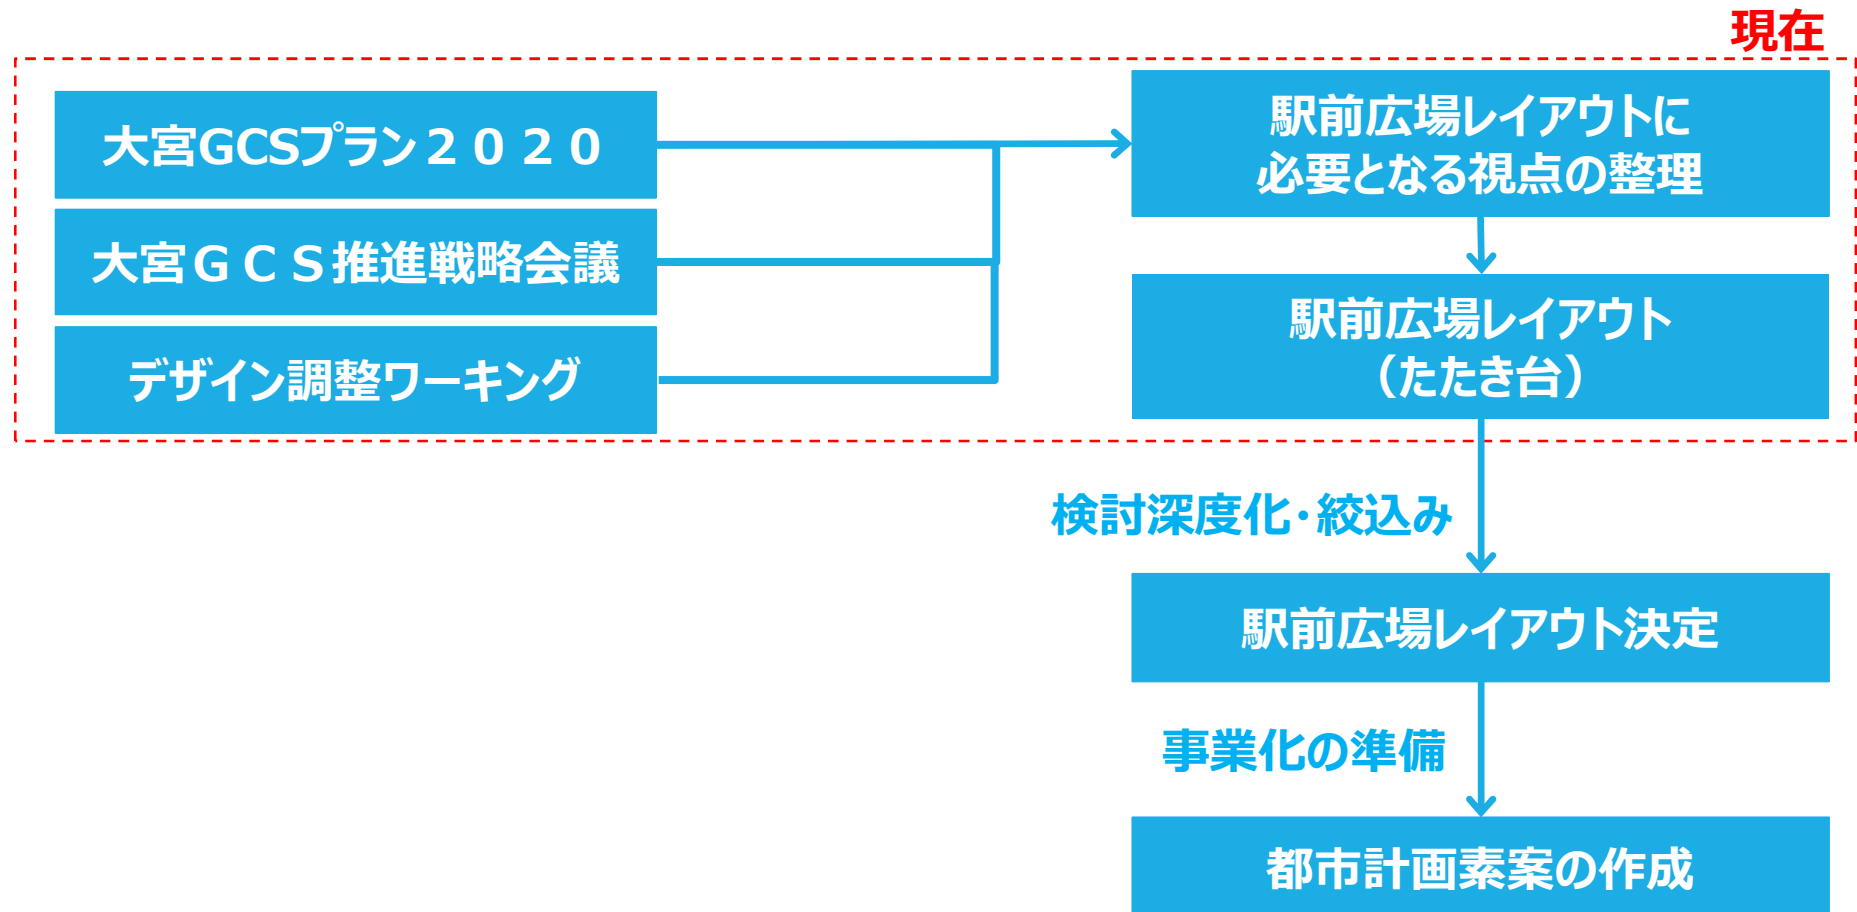 現在
大宮GCSプラン２０２０
大宮ＧＣＳ推進戦略会議
デザイン調整ワーキング
駅前広場レイアウトに
必要となる視点の整理
駅前広場レイアウト
（たたき台）
検討深度化・絞込み
駅前広場レイアウト決定
事業化の準備
都市計画素案の作成